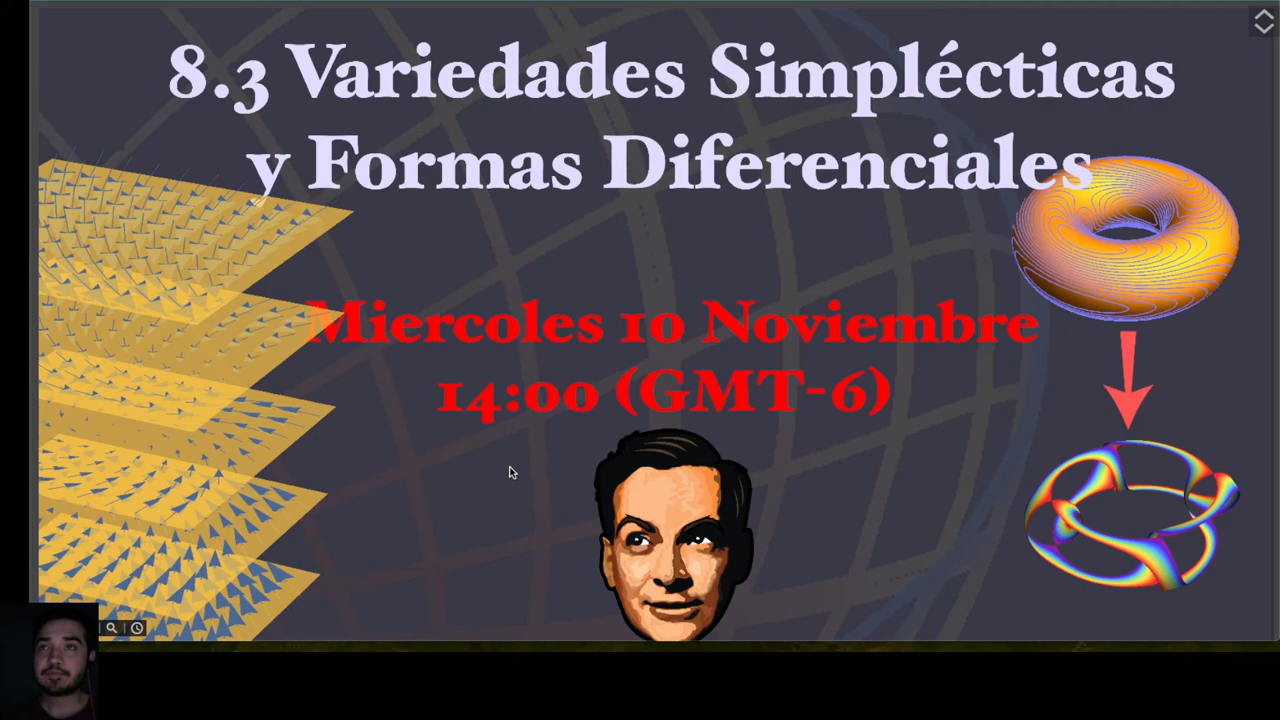 8.3 Variedades Simplécticas
y Formas Diferenciales
Miercoles 10 Noviembre
14:00 (GMT-6)